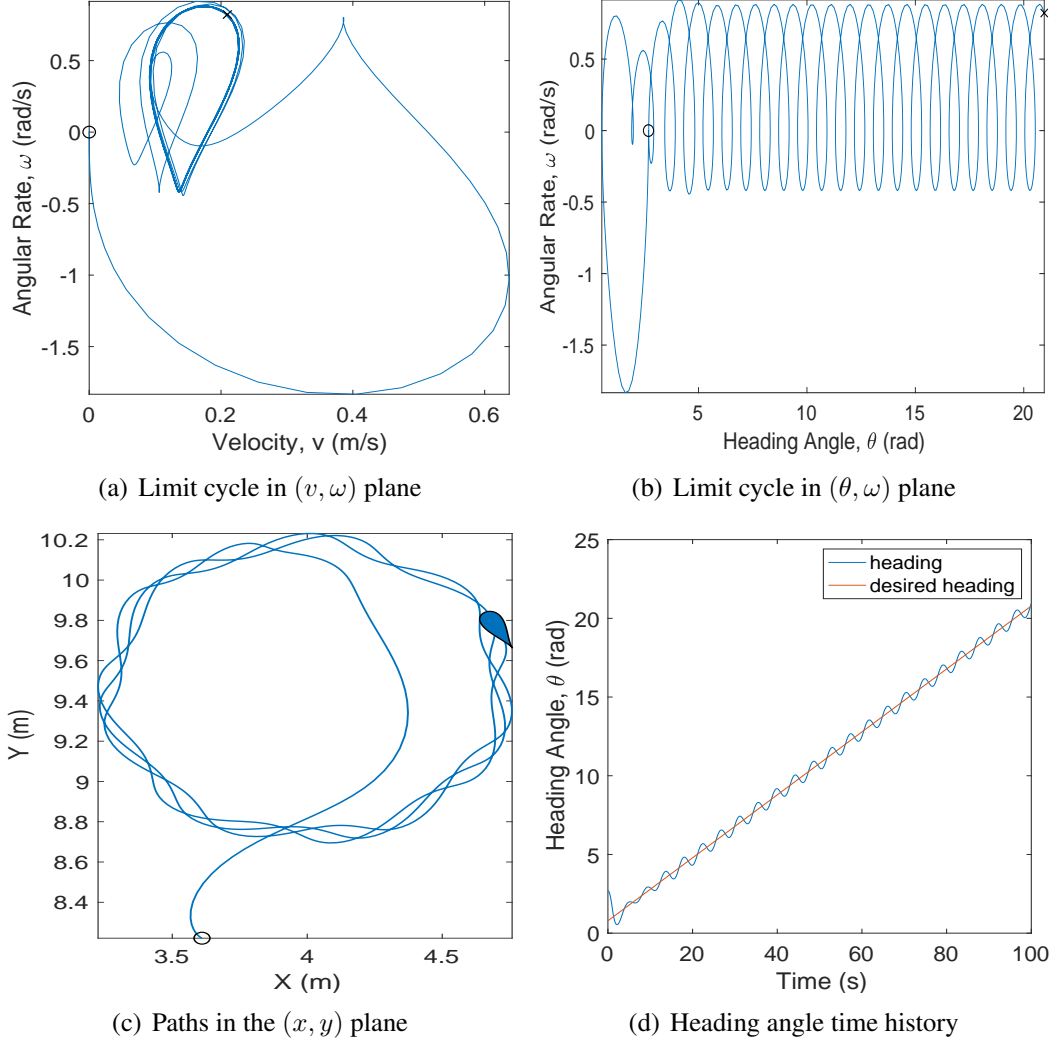 0.5
0
-0.5
-1
-1.5
Angular Rate, ω (rad/s)
0 0.2 0.4 0.6
Velocity, v (m/s)
(a) Limit cycle in (v, ω) plane
0.5
0
-0.5
-1
-1.5
Angular Rate, ω (rad/s)
5 10 15 20
Heading Angle, θ (rad)
(b) Limit cycle in (θ, ω) plane
10.2
10
9.8
9.6
9.4
9.2
9
8.8
8.6
8.4
Y (m)
3.5 4 4.5
X (m)
(c) Paths in the (x, y) plane
25
20
15
10
5
0
Heading Angle, θ (rad)
heading
desired heading
0 20 40 60 80 100
Time (s)
(d) Heading angle time history